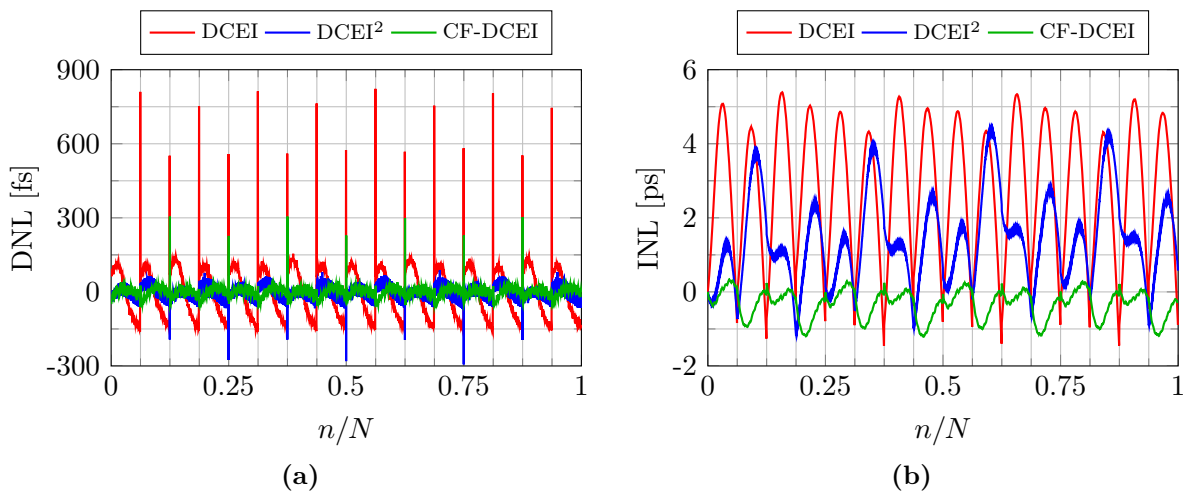 DCEI DCEI² CF-DCEI
900
600
300
0
-300
DNL [fs]
0 0.25 0.5 0.75 1
n/N
(a)
DCEI DCEI² CF-DCEI
6
4
2
0
-2
INL [ps]
0 0.25 0.5 0.75 1
n/N
(b)